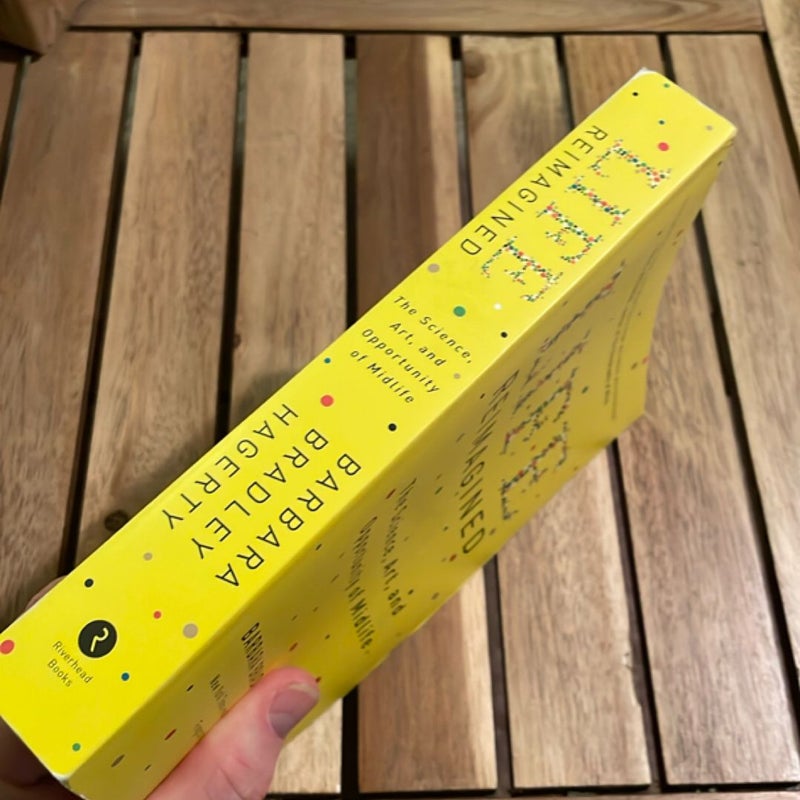 LIFE
REIMAGINED
The Science,
Art, and
Opportunity
of Midlife
BARBARA
BRADLEY
HAGERTY
Riverhead
Books
LIFE
REIMAGINED
The Science, Art, and
Opportunity of Midlife